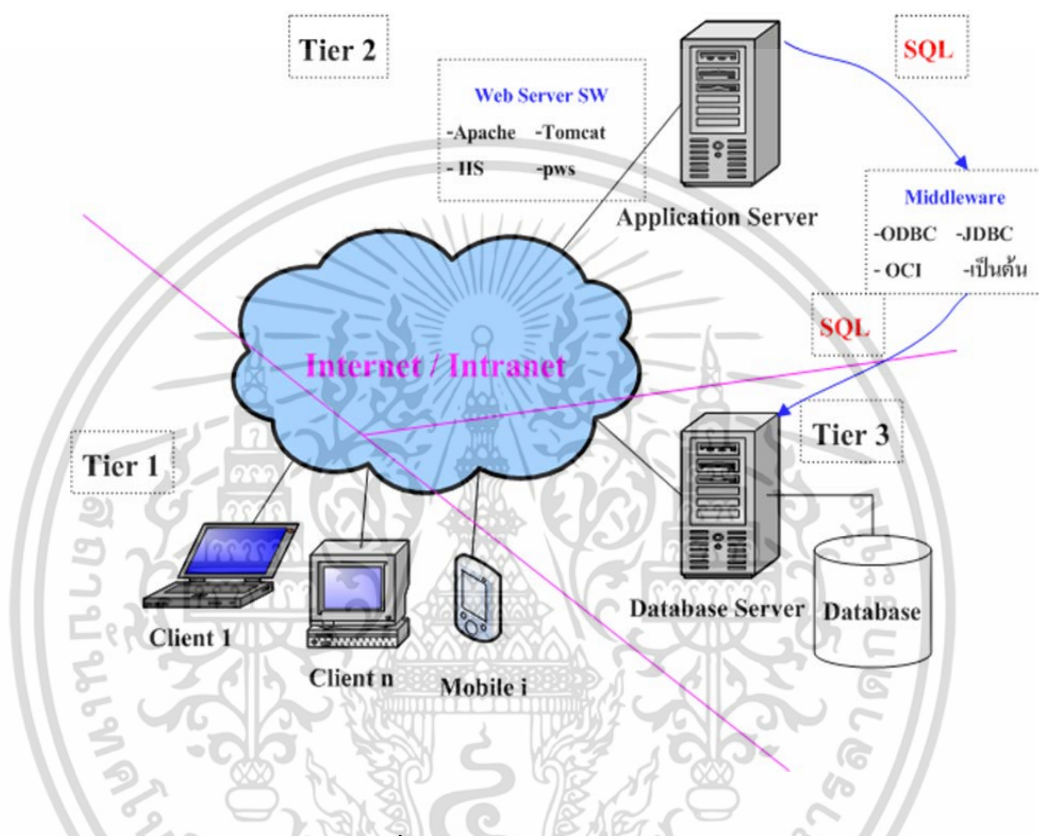 Tier 2
SQL
Web Server SW
-Apache -Tomcat
- IIS -pws
Application Server
Middleware
-ODBC -JDBC
- OCI -เป็นต้น
SQL
Internet / Intranet
Tier 1
Tier 3
Client 1
Client n
Mobile i
Database Server
Database